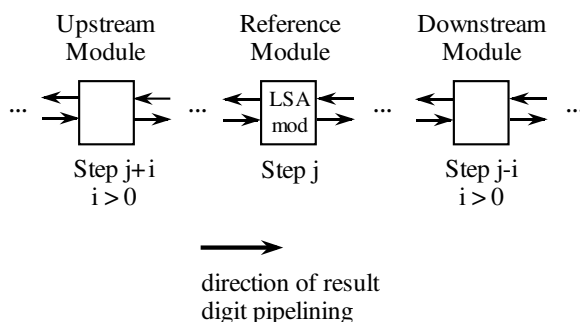 Upstream
Module
Reference
Module
Downstream
Module
...
...
LSA
mod
...
...
Step j+i
i > 0
Step j
Step j-i
i > 0
direction of result
digit pipelining